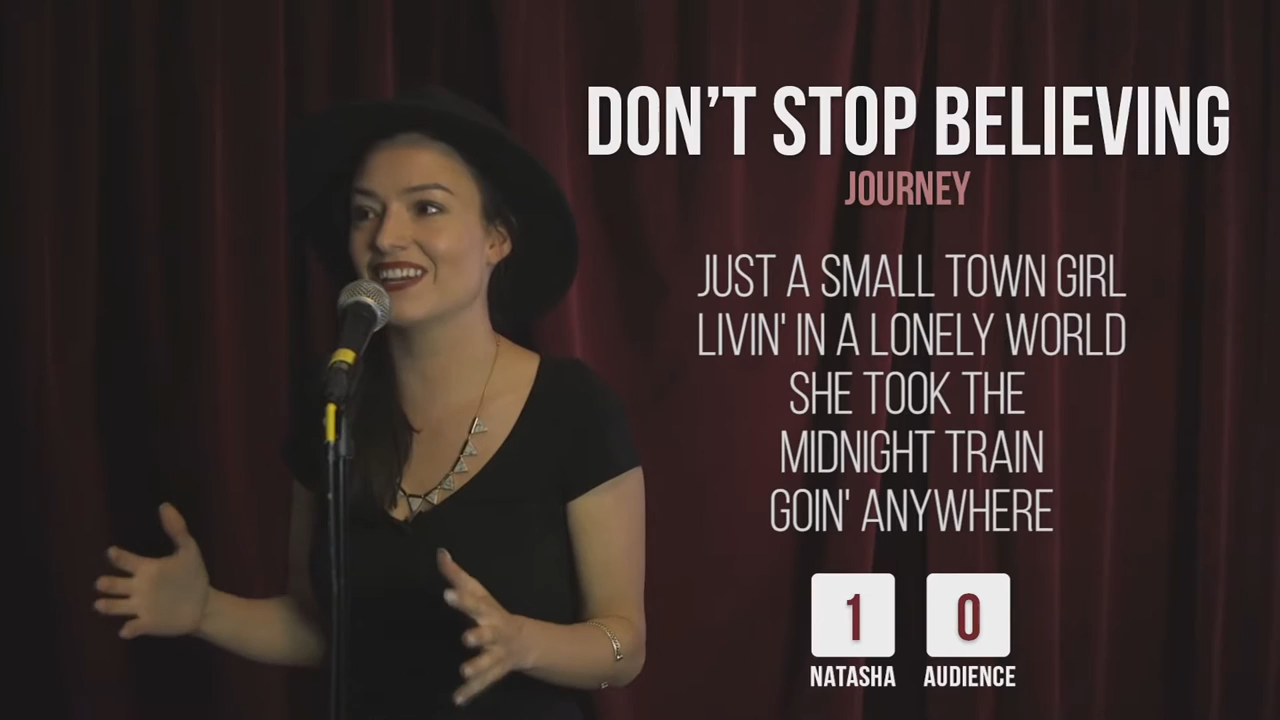 DON'T STOP BELIEVING
JOURNEY
JUST A SMALL TOWN GIRL
LIVIN' IN A LONELY WORLD
SHE TOOK THE
MIDNIGHT TRAIN
GOIN' ANYWHERE
1 0
NATASHA AUDIENCE